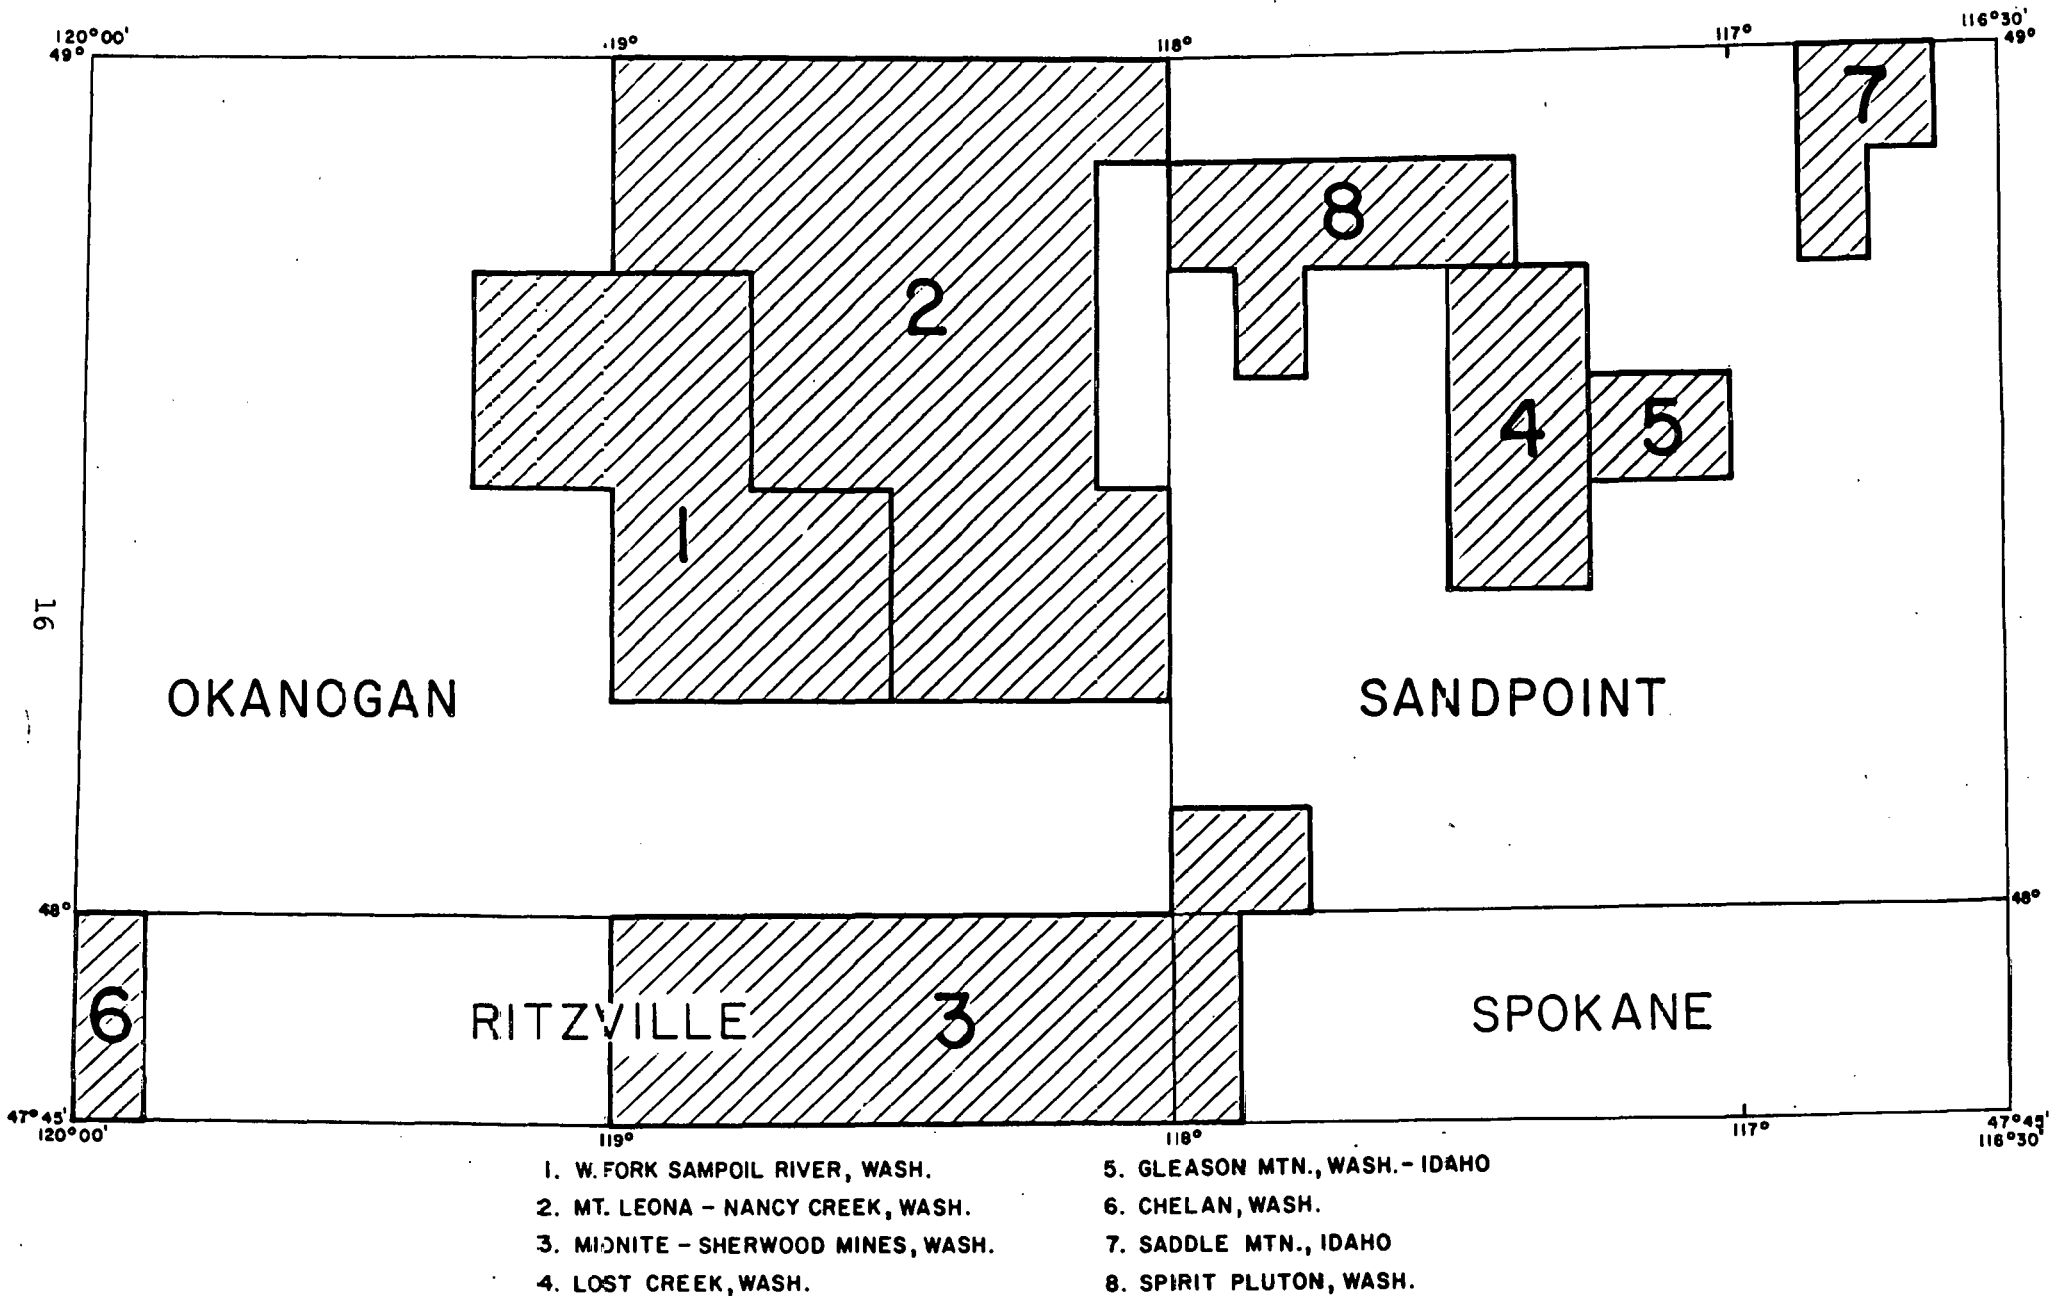 120°00' 19° 118° 117° 116°30'
49° 49°
7
8
2
4 5
1
16
OKANOGAN SANDPOINT
48° 48°
6 RITZVILLE 3 SPOKANE
47°45' 47°45'
120°00' 119° 118° 117° 116°30'
1. W. FORK SAMPOIL RIVER, WASH.
2. MT. LEONA - NANCY CREEK, WASH.
3. MIDNITE - SHERWOOD MINES, WASH.
4. LOST CREEK, WASH.
5. GLEASON MTN., WASH. - IDAHO
6. CHELAN, WASH.
7. SADDLE MTN., IDAHO
8. SPIRIT PLUTON, WASH.